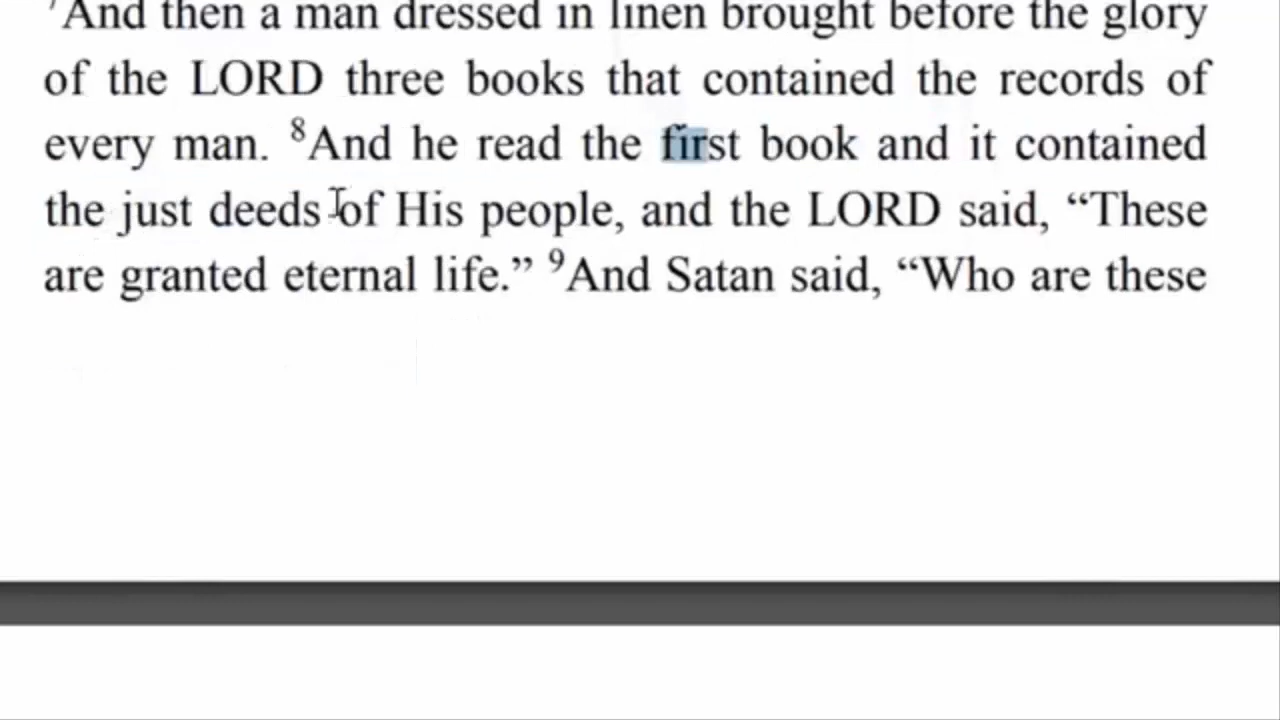 ⁷And then a man dressed in linen brought before the glory
of the LORD three books that contained the records of
every man. ⁸And he read the first book and it contained
the just deeds of His people, and the LORD said, “These
are granted eternal life.” ⁹And Satan said, “Who are these